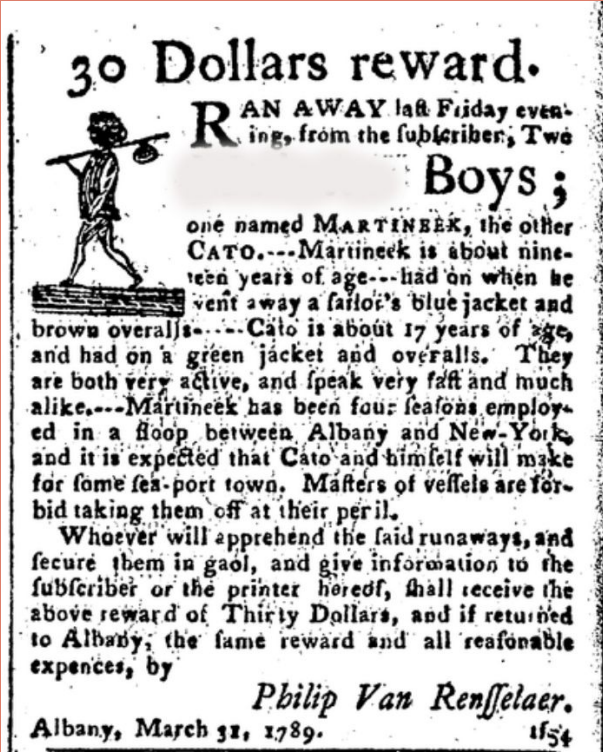 30 Dollars reward.
RAN AWAY laſt Friday even-
ing, from the ſubſcriber, Two
Boys ;
one named MARTINEEK, the other
CATO.---Martineek is about nine-
teen years of age---had on when he
went away a ſailor's blue jacket and
brown overalls-----Cato is about 17 years of age,
and had on a green jacket and overalls. They
are both very active, and ſpeak very faſt and much
alike.---Martineek has been four ſeaſons employ-
ed in a ſloop between Albany and New-York,
and it is expected that Cato and himſelf will make
for ſome ſea-port town. Maſters of veſſels are for-
bid taking them off at their peril.
Whoever will apprehend the ſaid runaways, and
ſecure them in gaol, and give information to the
ſubſcriber or the printer hereof, ſhall receive the
above reward of Thirty Dollars, and if returned
to Albany, the ſame reward and all reaſonable
expences, by
Philip Van Renſſelaer.
Albany, March 31, 1789. 1ſ54